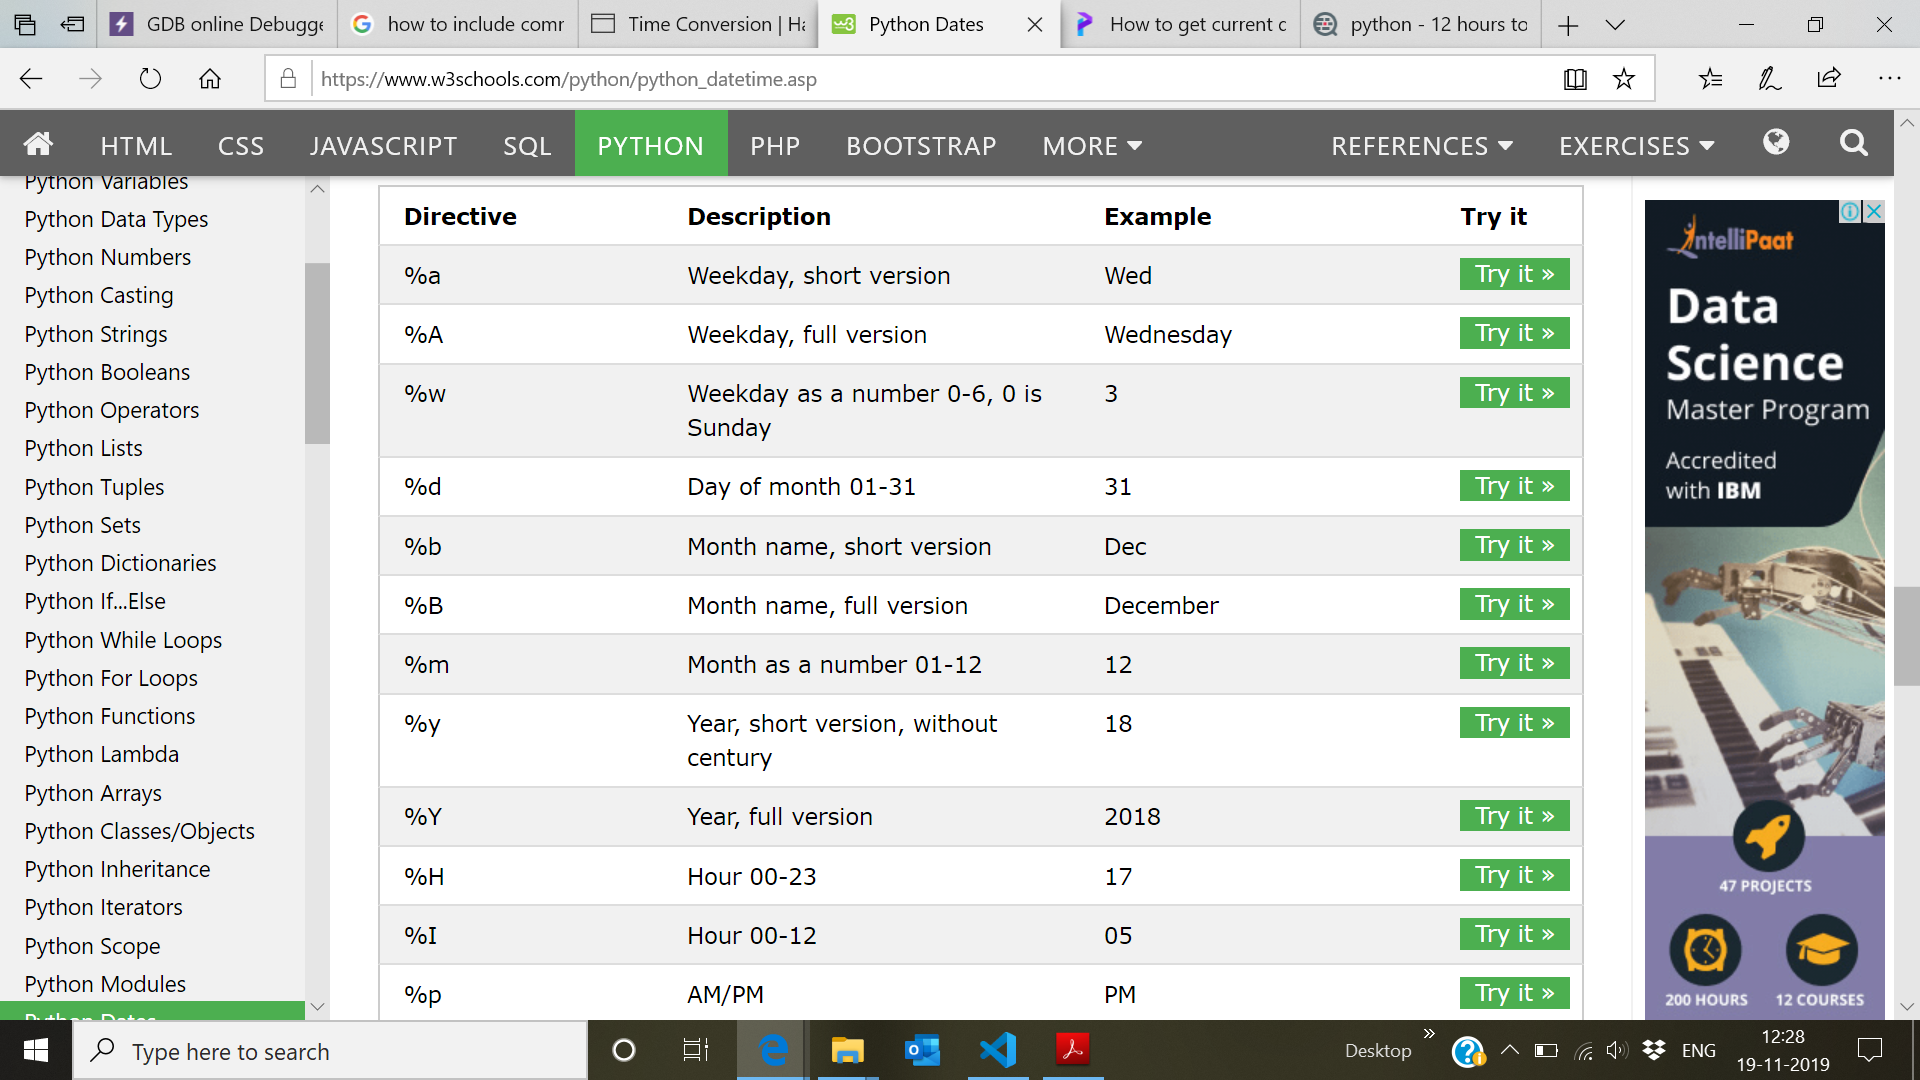 GDB online Debugge
how to include comr
Time Conversion | Ha
Python Dates
How to get current d
python - 12 hours to
https://www.w3schools.com/python/python_datetime.asp
HTML CSS JAVASCRIPT SQL PYTHON PHP BOOTSTRAP MORE REFERENCES EXERCISES
Python Variables
Python Data Types
Python Numbers
Python Casting
Python Strings
Python Booleans
Python Operators
Python Lists
Python Tuples
Python Sets
Python Dictionaries
Python If...Else
Python While Loops
Python For Loops
Python Functions
Python Lambda
Python Arrays
Python Classes/Objects
Python Inheritance
Python Iterators
Python Scope
Python Modules
Python Dates
Directive Description Example Try it
%a Weekday, short version Wed Try it »
%A Weekday, full version Wednesday Try it »
%w Weekday as a number 0-6, 0 is 3 Try it »
Sunday
%d Day of month 01-31 31 Try it »
%b Month name, short version Dec Try it »
%B Month name, full version December Try it »
%m Month as a number 01-12 12 Try it »
%y Year, short version, without 18 Try it »
century
%Y Year, full version 2018 Try it »
%H Hour 00-23 17 Try it »
%I Hour 00-12 05 Try it »
%p AM/PM PM Try it »
IntelliPaat
Data
Science
Master Program
Accredited
with IBM
47 PROJECTS
200 HOURS 12 COURSES
Type here to search
Desktop
ENG
12:28
19-11-2019